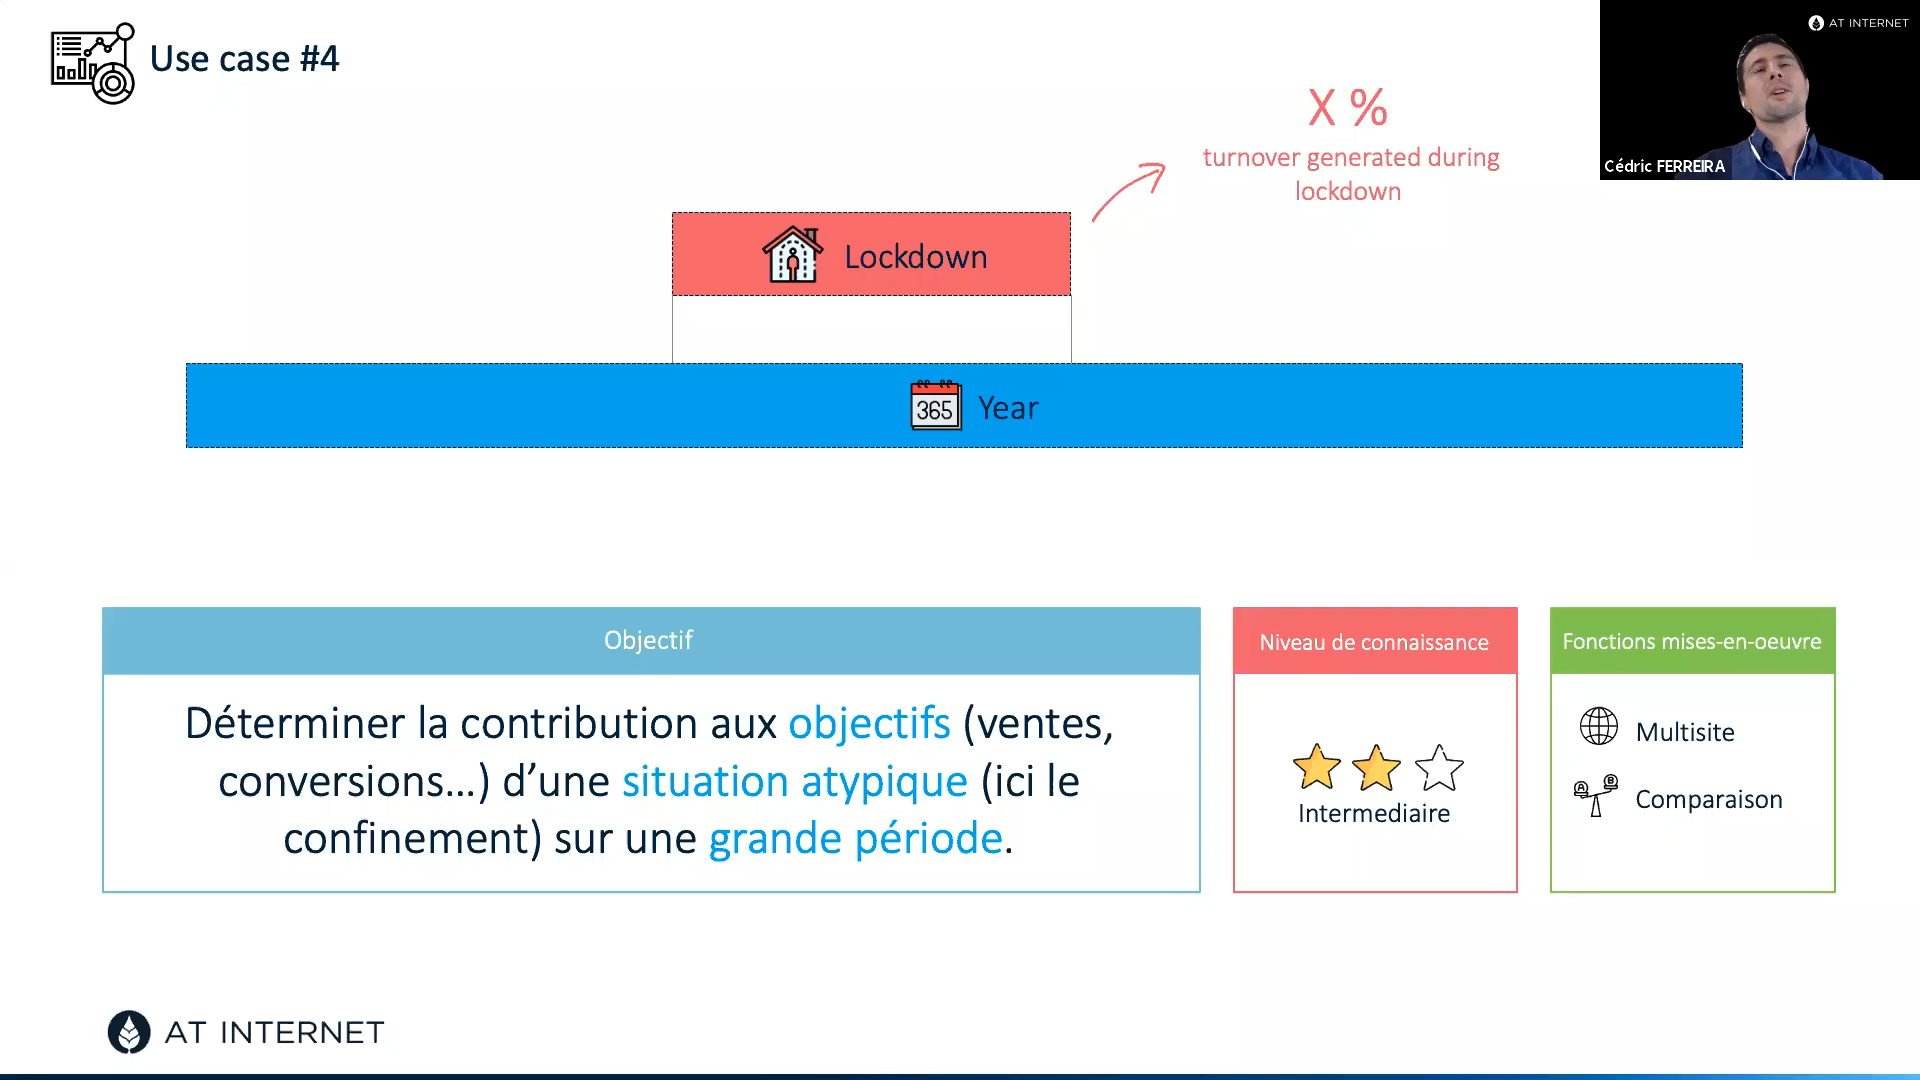 Use case #4
AT INTERNET
Cédric FERREIRA
X %
turnover generated during
lockdown
Lockdown
365
Year
Objectif
Déterminer la contribution aux objectifs (ventes,
conversions...) d’une situation atypique (ici le
confinement) sur une grande période.
Niveau de connaissance
Intermediaire
Fonctions mises-en-oeuvre
Multisite
A B
Comparaison
AT INTERNET